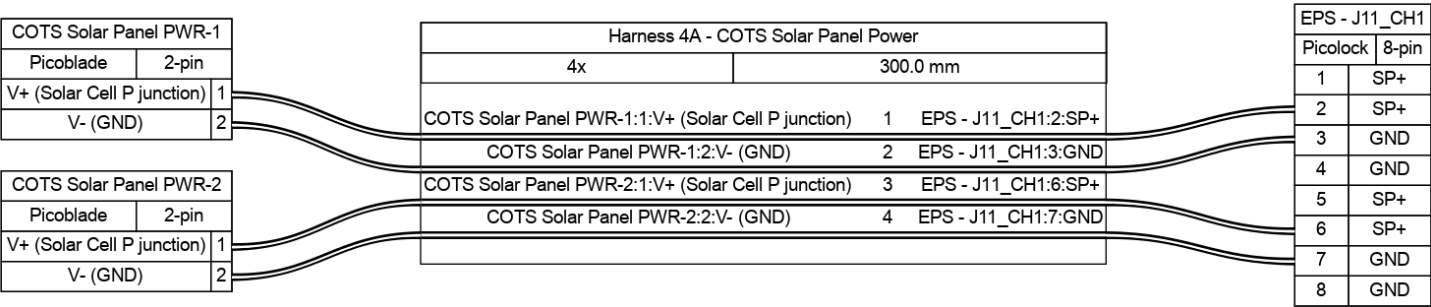 COTS Solar Panel PWR-1
Picoblade 2-pin
V+ (Solar Cell P junction) 1
V- (GND) 2
COTS Solar Panel PWR-2
Picoblade 2-pin
V+ (Solar Cell P junction) 1
V- (GND) 2
Harness 4A - COTS Solar Panel Power
4x 300.0 mm
COTS Solar Panel PWR-1:1:V+ (Solar Cell P junction) 1 EPS - J11_CH1:2:SP+
COTS Solar Panel PWR-1:2:V- (GND) 2 EPS - J11_CH1:3:GND
COTS Solar Panel PWR-2:1:V+ (Solar Cell P junction) 3 EPS - J11_CH1:6:SP+
COTS Solar Panel PWR-2:2:V- (GND) 4 EPS - J11_CH1:7:GND
EPS - J11_CH1
Picolock 8-pin
1 SP+
2 SP+
3 GND
4 GND
5 SP+
6 SP+
7 GND
8 GND